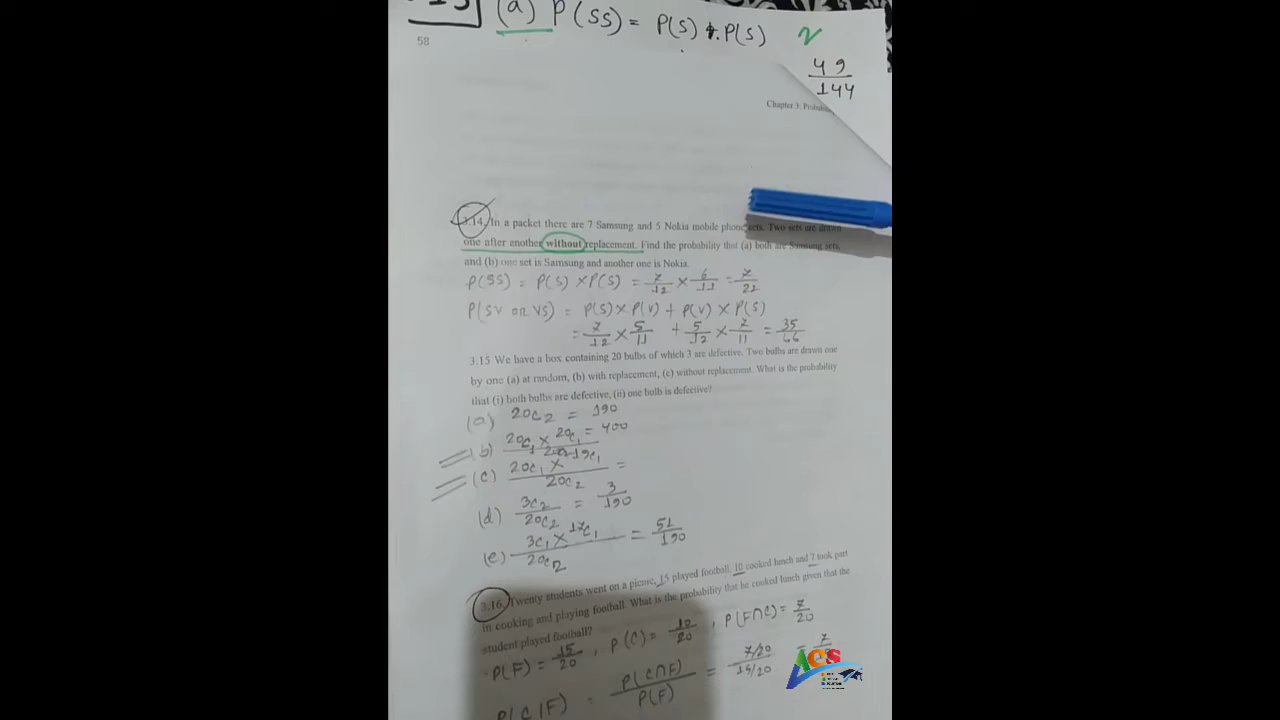 (a) P(SS) = P(S) . P(S)
49
144
58
Chapter 3:
3.14. In a packet there are 7 Samsung and 5 Nokia mobile phone sets. Two sets are drawn
one after another without replacement. Find the probability that (a) both are Samsung sets,
and (b) one set is Samsung and another one is Nokia.
P(SS) = P(S) × P(S) = 7/12 × 6/11 = 7/22
P(SV or VS) = P(S) × P(V) + P(V) × P(S)
= 7/12 × 5/11 + 5/12 × 7/11 = 35/66
3.15 We have a box containing 20 bulbs of which 3 are defective. Two bulbs are drawn one
by one (a) at random, (b) with replacement, (c) without replacement. What is the probability
that (i) both bulbs are defective, (ii) one bulb is defective?
(a) 20c2 = 190
(b) 20c1 × 20c1 = 400
(c) 20c1 × 19c1 / 20c2 =
(d) 3c2 / 20c2 = 3/190
(e) 3c1 × 17c1 / 20c2 = 51/190
3.16. Twenty students went on a picnic, 15 played football, 10 cooked lunch and 7 took part
in cooking and playing football. What is the probability that he cooked lunch given that the
student played football?
P(F) = 15/20 , P(C) = 10/20 , P(F∩C) = 7/20
P(C|F) = P(C∩F) / P(F) = 7/20 / 15/20 = 7/
ACS